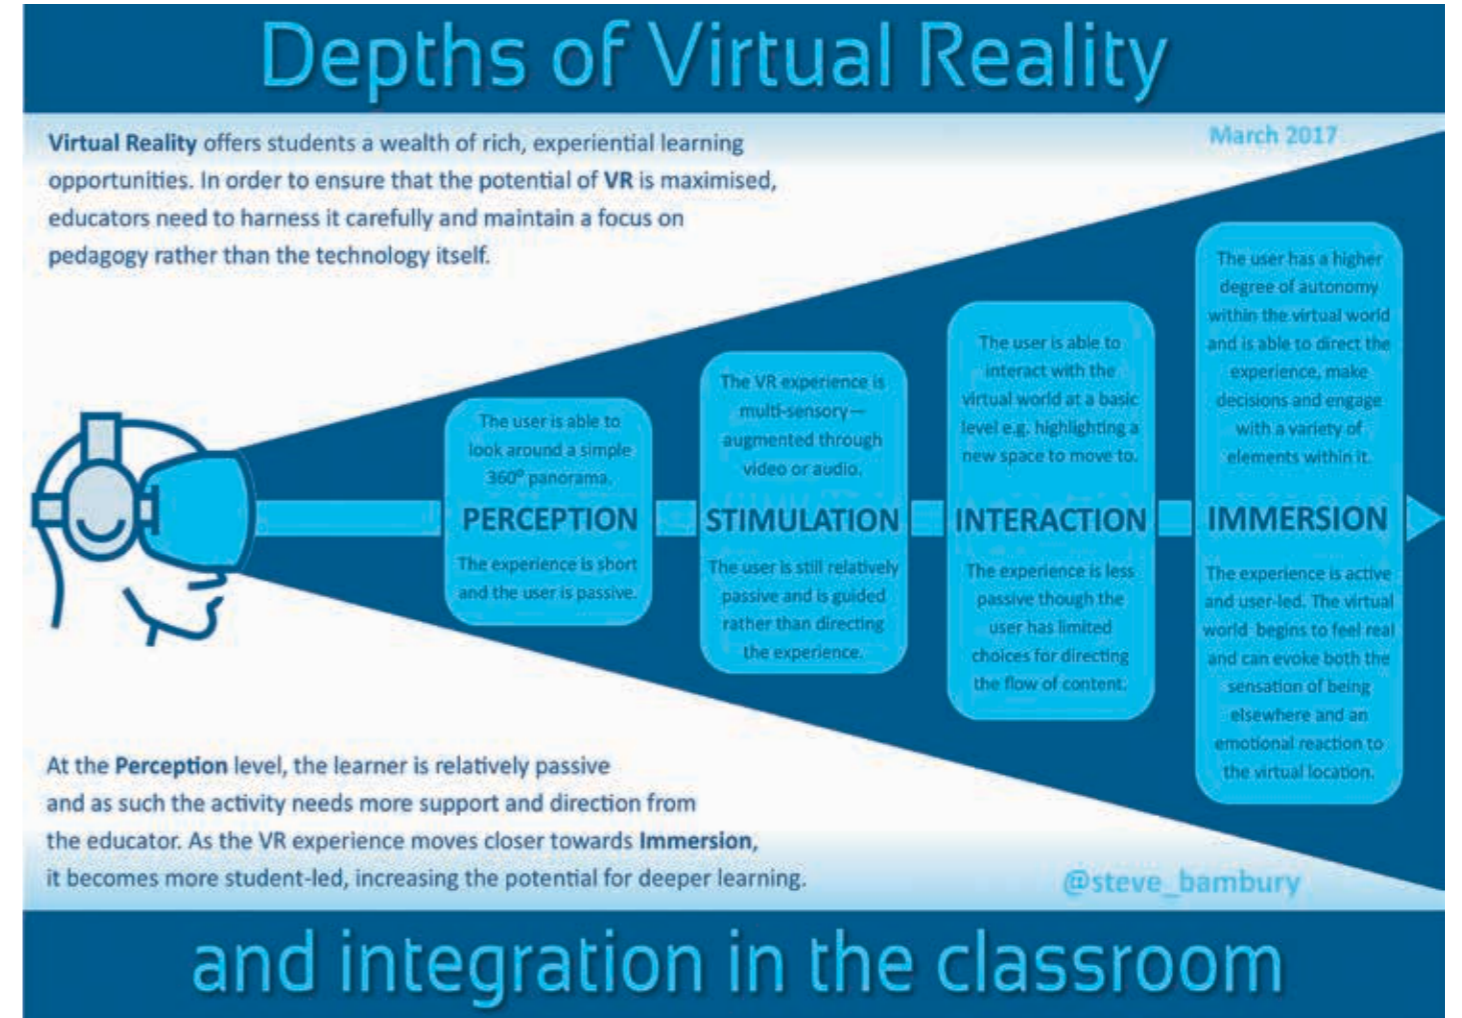 Depths of Virtual Reality
March 2017
Virtual Reality offers students a wealth of rich, experiential learning
opportunities. In order to ensure that the potential of VR is maximised,
educators need to harness it carefully and maintain a focus on
pedagogy rather than the technology itself.
The user is able to
look around a simple
360° panorama.
PERCEPTION
The experience is short
and the user is passive.
The VR experience is
multi-sensory—
augmented through
video or audio.
STIMULATION
The user is still relatively
passive and is guided
rather than directing
the experience.
The user is able to
interact with the
virtual world at a basic
level e.g. highlighting a
new space to move to.
INTERACTION
The experience is less
passive though the
user has limited
choices for directing
the flow of content.
The user has a higher
degree of autonomy
within the virtual world
and is able to direct the
experience, make
decisions and engage
with a variety of
elements within it.
IMMERSION
The experience is active
and user-led. The virtual
world begins to feel real
and can evoke both the
sensation of being
elsewhere and an
emotional reaction to
the virtual location.
At the Perception level, the learner is relatively passive
and as such the activity needs more support and direction from
the educator. As the VR experience moves closer towards Immersion,
it becomes more student-led, increasing the potential for deeper learning.
@steve_bambury
and integration in the classroom